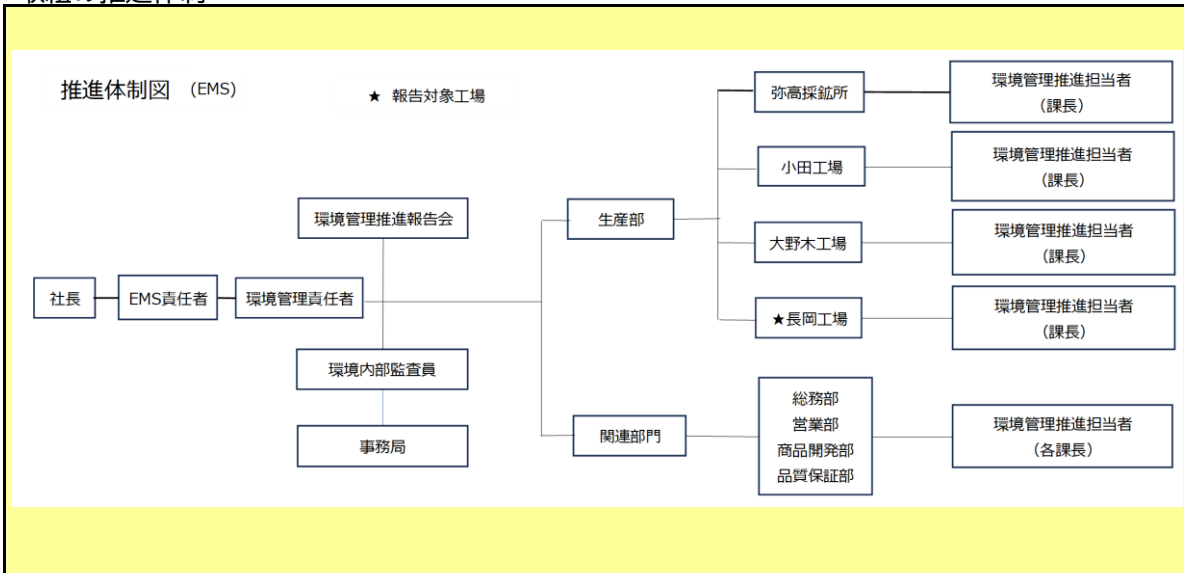 推進体制図 (EMS)
★ 報告対象工場
社長
EMS責任者
環境管理責任者
環境管理推進報告会
環境内部監査員
事務局
生産部
弥高採鉱所
環境管理推進担当者
(課長)
小田工場
環境管理推進担当者
(課長)
大野木工場
環境管理推進担当者
(課長)
★長岡工場
環境管理推進担当者
(課長)
関連部門
総務部
営業部
商品開発部
品質保証部
環境管理推進担当者
(各課長)